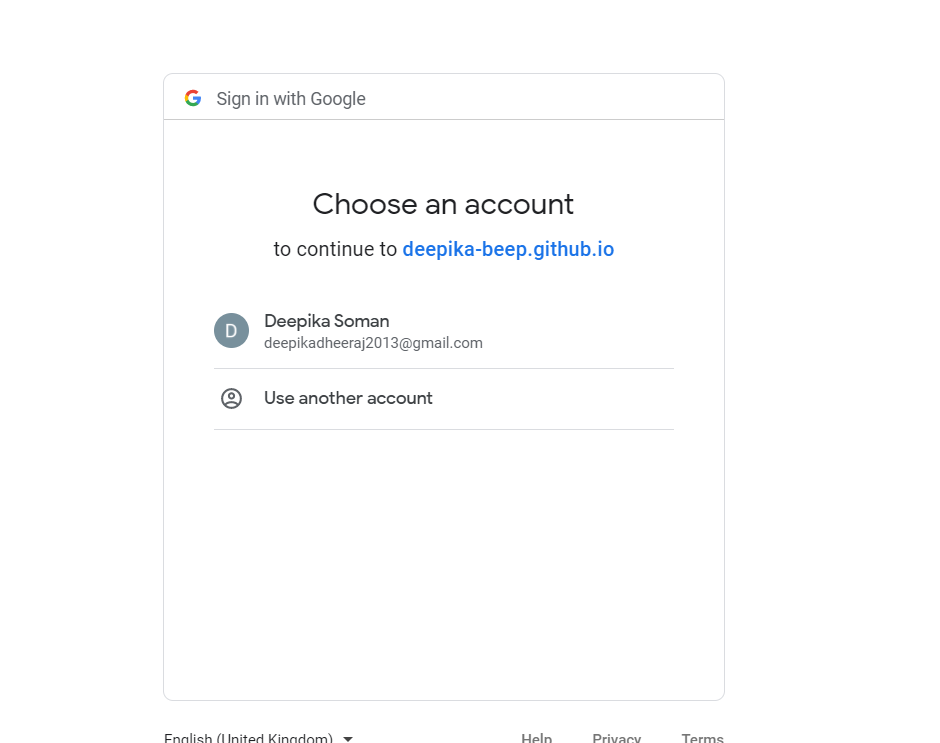 Sign in with Google
Choose an account
to continue to deepika-beep.github.io
D
Deepika Soman
deepikadheeraj2013@gmail.com
Use another account
English (United Kingdom) Help Privacy Terms